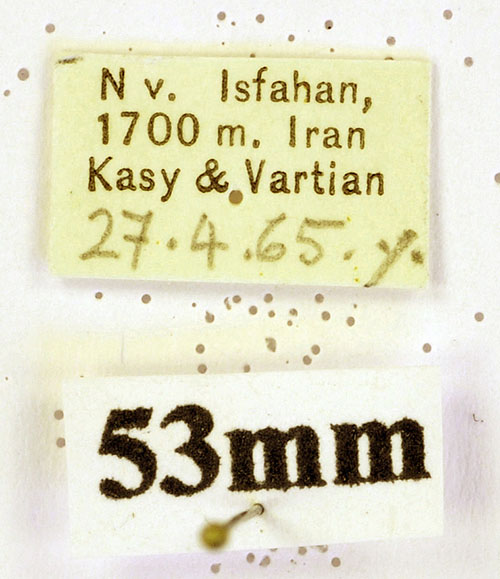 N v. Isfahan,
1700 m. Iran
Kasy & Vartian
27.4.65. y.
53mm